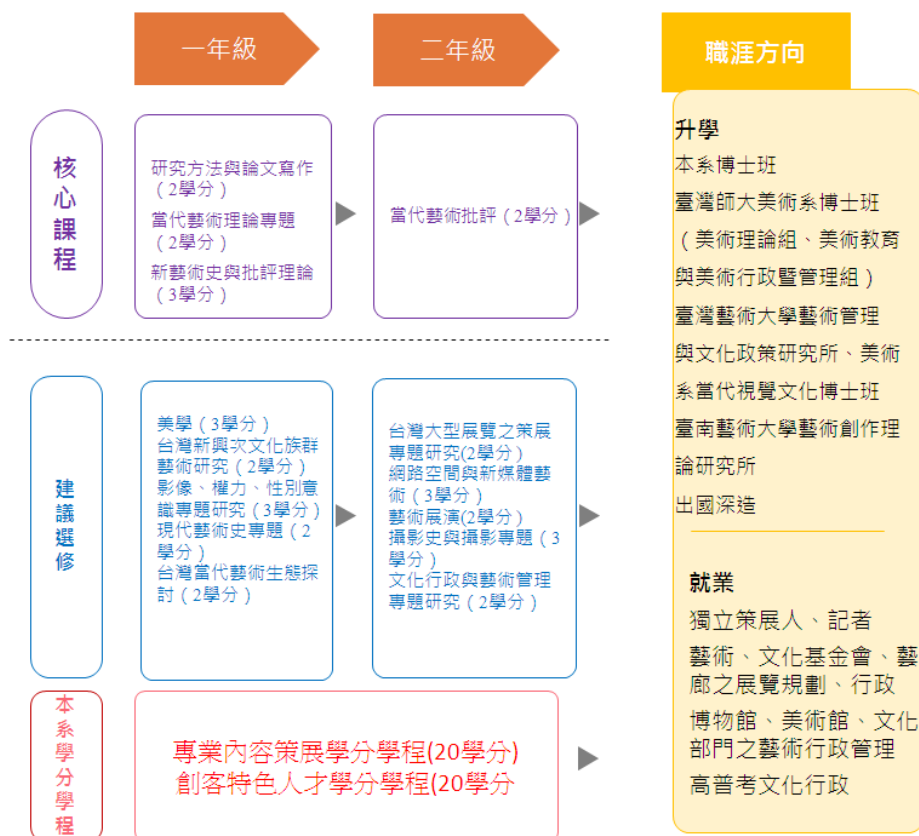 一年級
二年級
職涯方向
核心課程
研究方法與論文寫作
（2學分）
當代藝術理論專題
（2學分）
新藝術史與批評理論
（3學分）
當代藝術批評（2學分）
建議選修
美學（3學分）
台灣新興次文化族群
藝術研究（2學分）
影像、權力、性別意
識專題研究（3學分）
現代藝術史專題（2
學分）
台灣當代藝術生態探
討（2學分）
台灣大型展覽之策展
專題研究(2學分)
網路空間與新媒體藝
術（3學分）
藝術展演(2學分)
攝影史與攝影專題（3
學分）
文化行政與藝術管理
專題研究（2學分）
本系學分學程
專業內容策展學分學程(20學分)
創客特色人才學分學程(20學分
升學
本系博士班
臺灣師大美術系博士班
（美術理論組、美術教育
與美術行政暨管理組）
臺灣藝術大學藝術管理
與文化政策研究所、美術
系當代視覺文化博士班
臺南藝術大學藝術創作理
論研究所
出國深造
就業
獨立策展人、記者
藝術、文化基金會、藝
廊之展覽規劃、行政
博物館、美術館、文化
部門之藝術行政管理
高普考文化行政